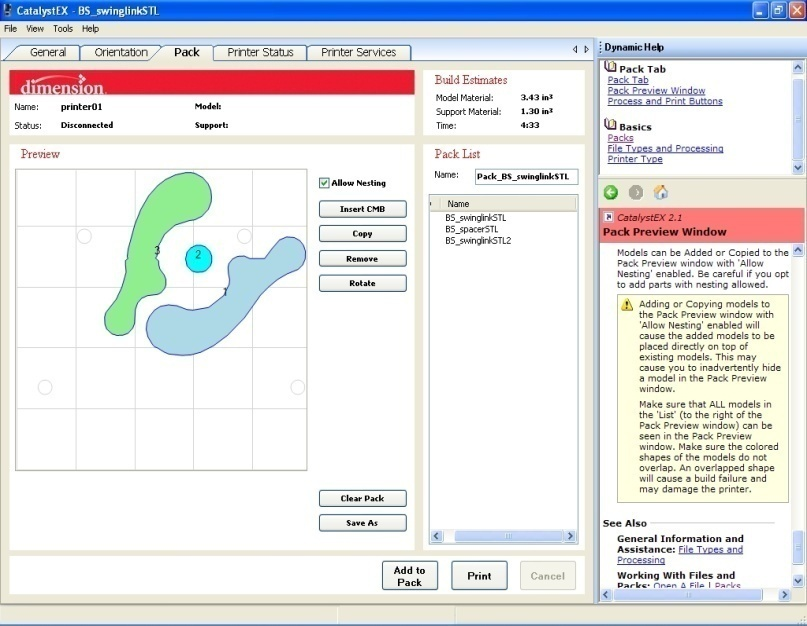 CatalystEX - BS_swinglinkSTL
File View Tools Help
General Orientation Pack Printer Status Printer Services
dimension
Name: printer01 Model:
Status: Disconnected Support:
Build Estimates
Model Material: 3.43 in³
Support Material: 1.30 in³
Time: 4:33
Preview
3
2
1
Allow Nesting
Insert CMB
Copy
Remove
Rotate
Clear Pack
Save As
Pack List
Name: Pack_BS_swinglinkSTL
Name
BS_swinglinkSTL
BS_spacerSTL
BS_swinglinkSTL2
Add to
Pack
Print
Cancel
Dynamic Help
Pack Tab
Pack Tab
Pack Preview Window
Process and Print Buttons
Basics
Packs
File Types and Processing
Printer Type
CatalystEX 2.1
Pack Preview Window
Models can be Added or Copied to the
Pack Preview window with 'Allow
Nesting' enabled. Be careful if you opt
to add parts with nesting allowed.
Adding or Copying models to
the Pack Preview window with
'Allow Nesting' enabled will
cause the added models to be
placed directly on top of
existing models. This may
cause you to inadvertently hide
a model in the Pack Preview
window.
Make sure that ALL models in
the 'List' (to the right of the
Pack Preview window) can be
seen in the Pack Preview
window. Make sure the colored
shapes of the models do not
overlap. An overlapped shape
will cause a build failure and
may damage the printer.
See Also
General Information and
Assistance: File Types and
Processing
Working With Files and
Packs: Open A File | Packs